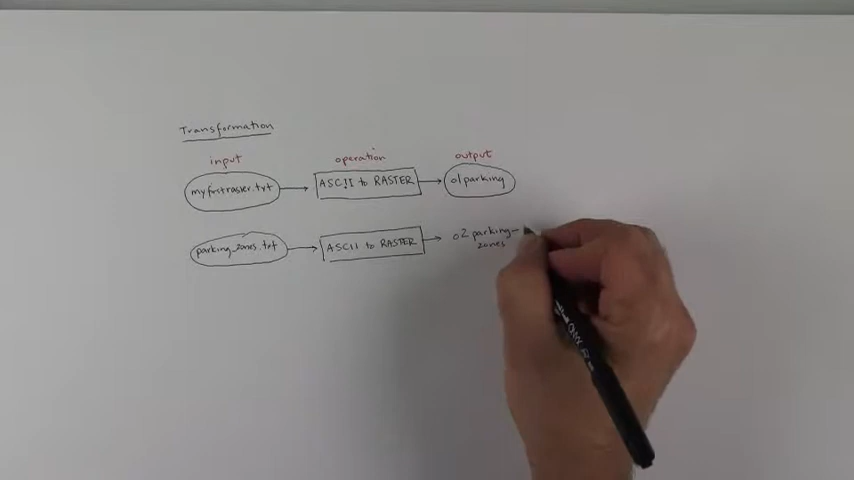 Transformation
input operation output
myfirstraster.txt ASCII to RASTER 01parking
parking_zones.txt ASCII to RASTER 02parking-
zones